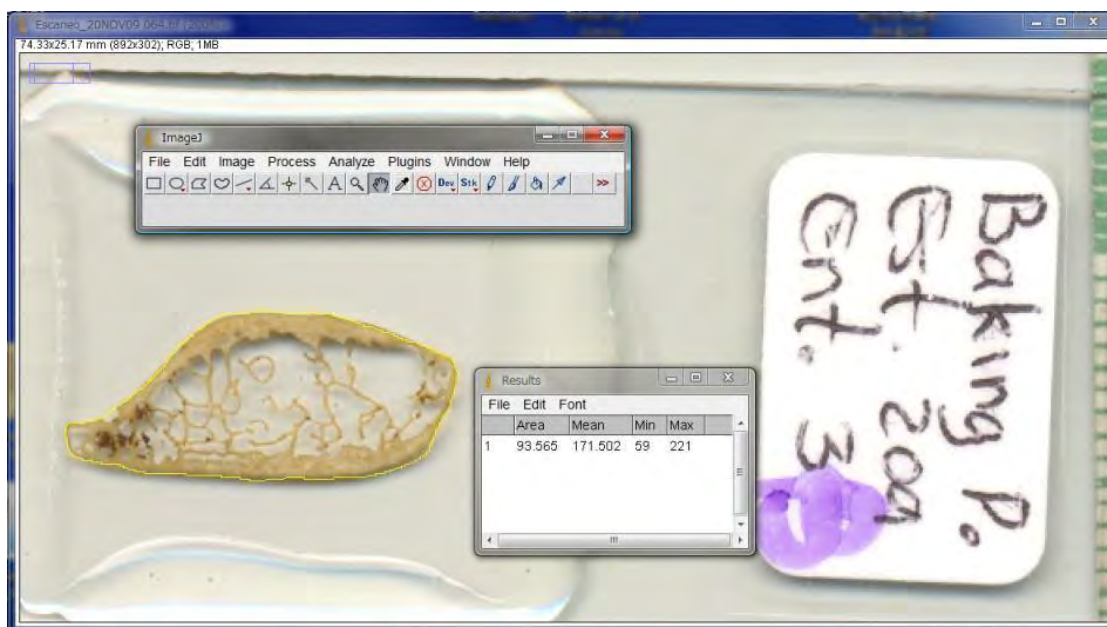 74.33x25.17 mm (892x302); RGB; 1MB
ImageJ
File Edit Image Process Analyze Plugins Window Help
A Dev Stk >>
Results
File Edit Font
Area Mean Min Max
1 93.565 171.502 59 221
Baking P.
Est. 209
Cnt. 3